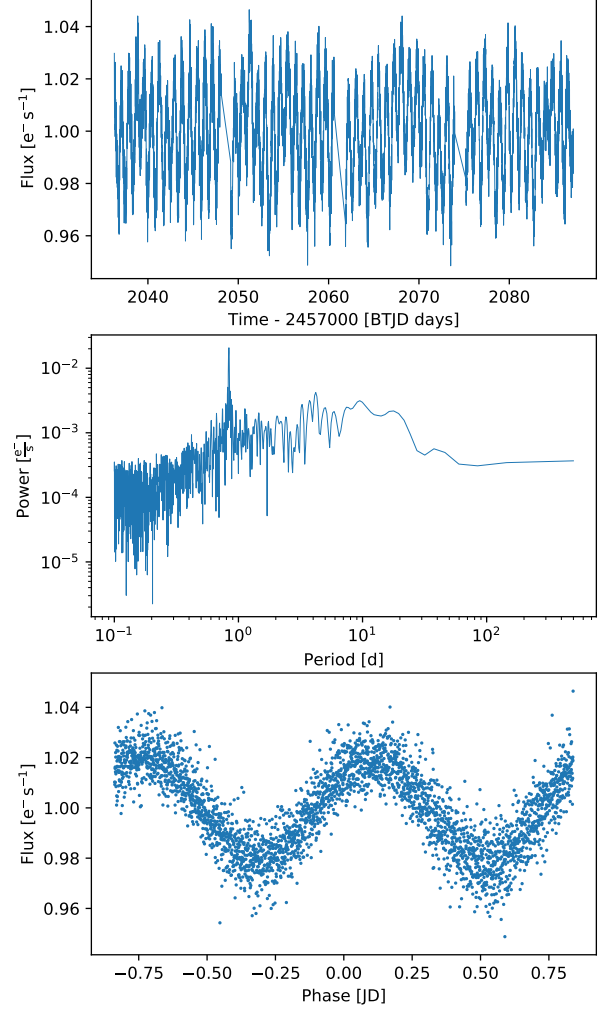 1.04
1.02
1.00
0.98
0.96
Flux [e⁻ s⁻¹]
2040 2050 2060 2070 2080
Time - 2457000 [BTJD days]
10⁻²
10⁻³
10⁻⁴
10⁻⁵
Power [e⁻/s]
10⁻¹ 10⁰ 10¹ 10²
Period [d]
1.04
1.02
1.00
0.98
0.96
Flux [e⁻ s⁻¹]
−0.75 −0.50 −0.25 0.00 0.25 0.50 0.75
Phase [JD]